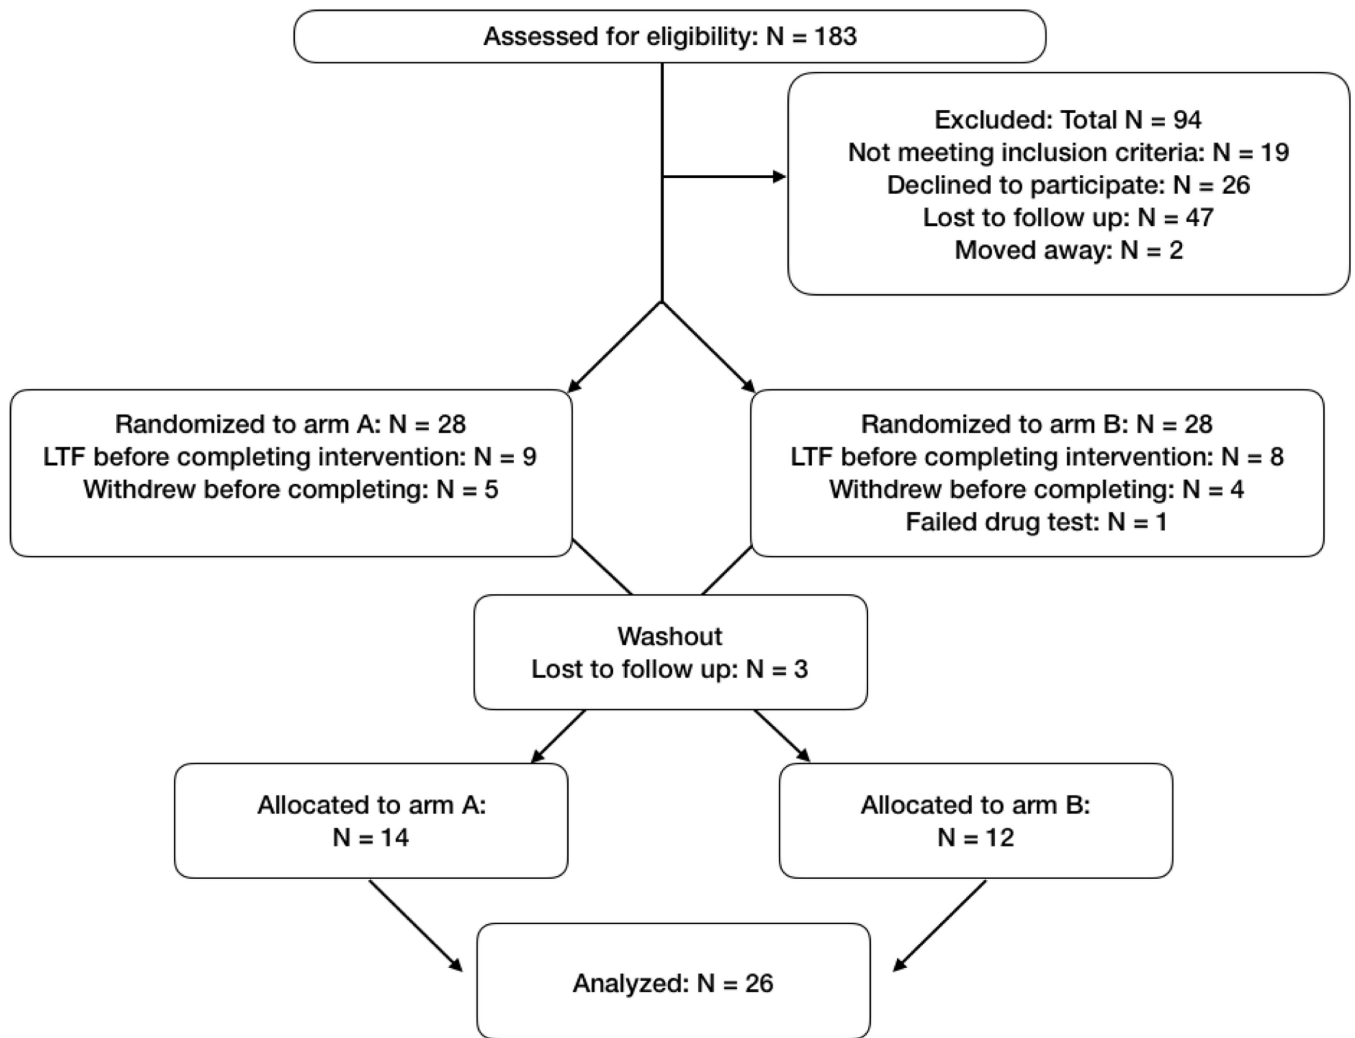 Assessed for eligibility: N = 183
Excluded: Total N = 94
Not meeting inclusion criteria: N = 19
Declined to participate: N = 26
Lost to follow up: N = 47
Moved away: N = 2
Randomized to arm A: N = 28
LTF before completing intervention: N = 9
Withdrew before completing: N = 5
Randomized to arm B: N = 28
LTF before completing intervention: N = 8
Withdrew before completing: N = 4
Failed drug test: N = 1
Washout
Lost to follow up: N = 3
Allocated to arm A:
N = 14
Allocated to arm B:
N = 12
Analyzed: N = 26